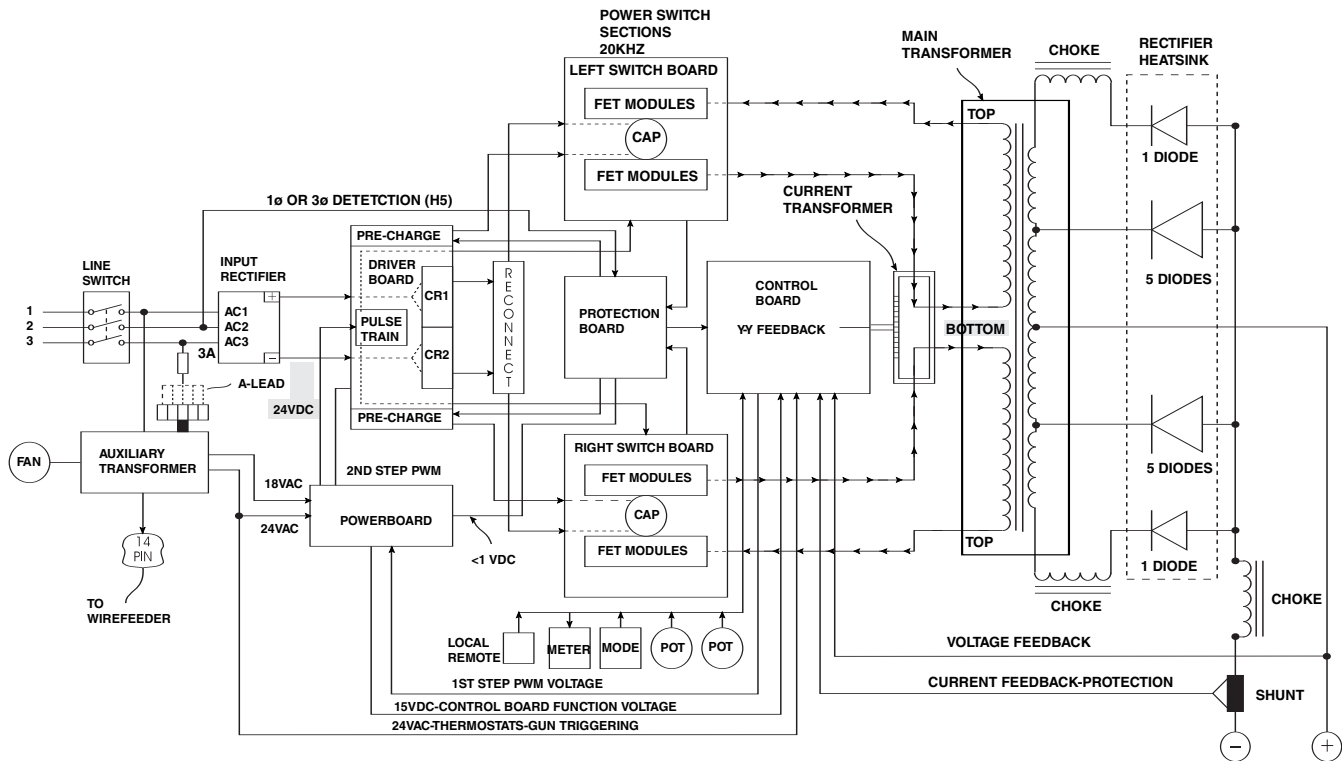 POWER SWITCH
SECTIONS
20KHZ
LEFT SWITCH BOARD
FET MODULES
CAP
FET MODULES
MAIN
TRANSFORMER
CHOKE
RECTIFIER
HEATSINK
TOP
1 DIODE
CURRENT
TRANSFORMER
5 DIODES
1ø OR 3ø DETETCTION (H5)
LINE
SWITCH
INPUT
RECTIFIER
PRE-CHARGE
DRIVER
BOARD
CR1
CR2
PULSE
TRAIN
RECONNECT
PROTECTION
BOARD
CONTROL
BOARD
Y-Y FEEDBACK
BOTTOM
1
2
3
+
AC1
AC2
AC3
−
3A
A-LEAD
24VDC
PRE-CHARGE
FAN
AUXILIARY
TRANSFORMER
18VAC
24VAC
2ND STEP PWM
POWERBOARD
<1 VDC
RIGHT SWITCH BOARD
FET MODULES
CAP
FET MODULES
5 DIODES
TOP
1 DIODE
CHOKE
CHOKE
14
PIN
TO
WIREFEEDER
LOCAL
REMOTE
METER
MODE
POT
POT
VOLTAGE FEEDBACK
1ST STEP PWM VOLTAGE
CURRENT FEEDBACK-PROTECTION
SHUNT
15VDC-CONTROL BOARD FUNCTION VOLTAGE
24VAC-THERMOSTATS-GUN TRIGGERING
−
+